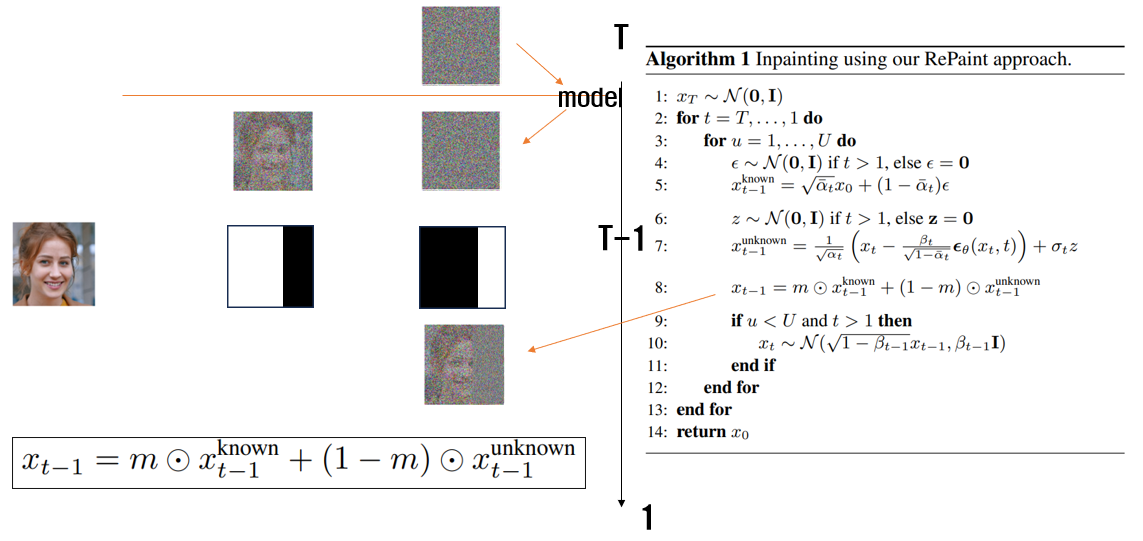 T
model
T-1
1
x_{t−1} = m ⊙ x_{t−1}^{known} + (1 − m) ⊙ x_{t−1}^{unknown}
Algorithm 1 Inpainting using our RePaint approach.
1: x_T ∼ 𝒩(0, I)
2: for t = T, . . . , 1 do
3: for u = 1, . . . , U do
4: ϵ ∼ 𝒩(0, I) if t > 1, else ϵ = 0
5: x_{t−1}^{known} = √ᾱ_t x_0 + (1 − ᾱ_t)ϵ
6: z ∼ 𝒩(0, I) if t > 1, else z = 0
7: x_{t−1}^{unknown} = 1/√α_t (x_t − β_t/√(1−ᾱ_t) ϵ_θ(x_t, t)) + σ_t z
8: x_{t−1} = m ⊙ x_{t−1}^{known} + (1 − m) ⊙ x_{t−1}^{unknown}
9: if u < U and t > 1 then
10: x_t ∼ 𝒩(√(1 − β_{t−1}) x_{t−1}, β_{t−1}I)
11: end if
12: end for
13: end for
14: return x_0